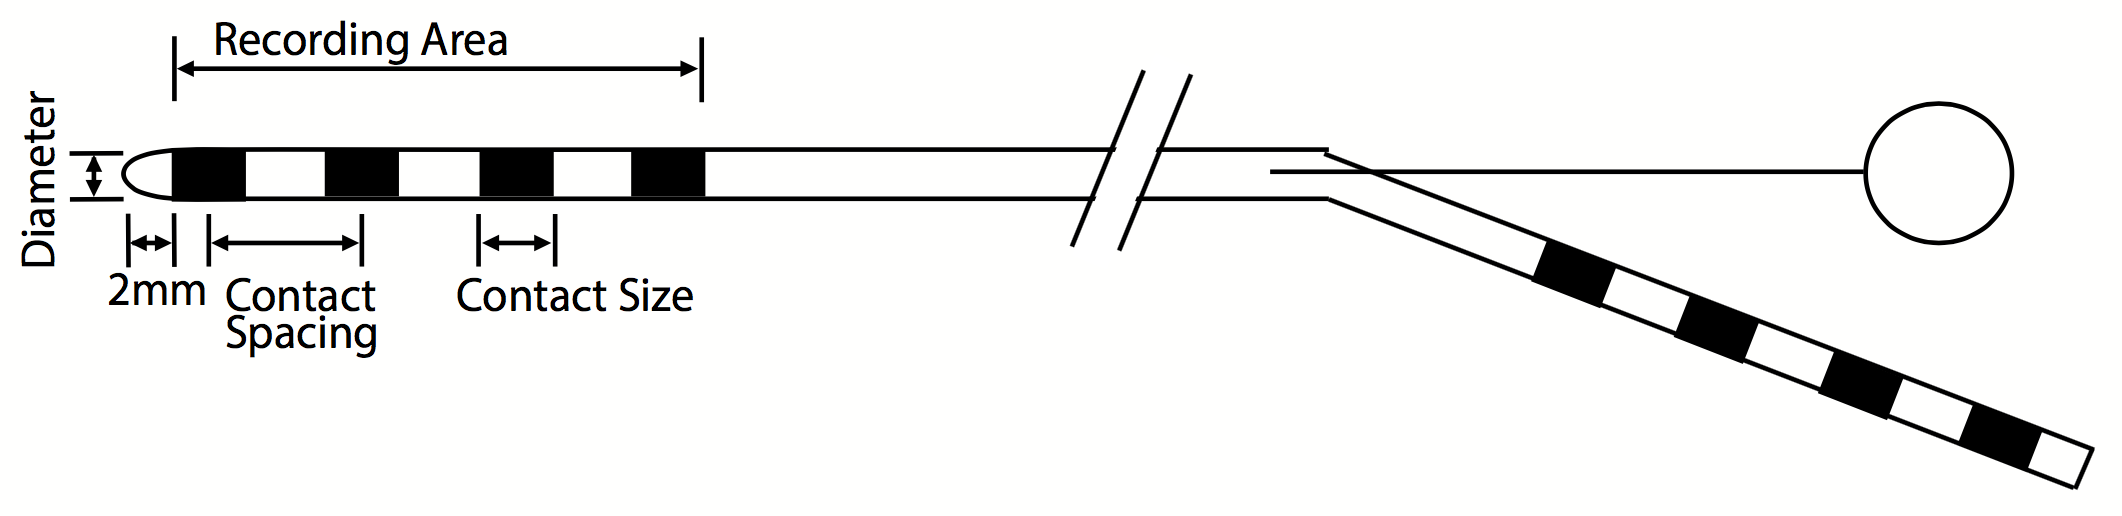 Recording Area
Diameter
2mm
Contact
Spacing
Contact Size